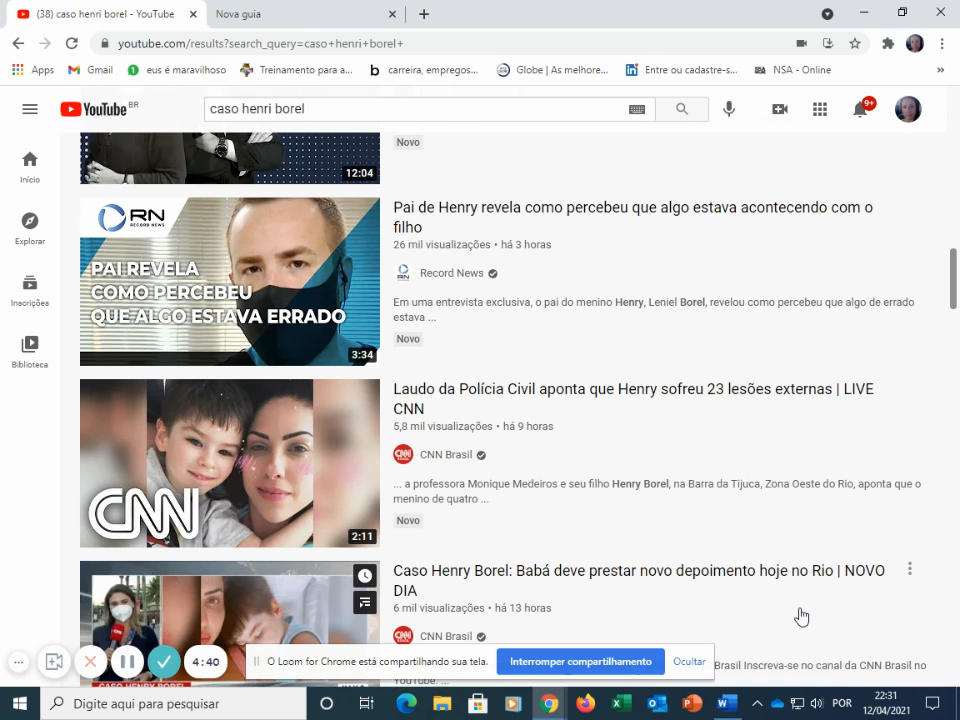 (38) caso henri borel - YouTube
Nova guia
youtube.com/results?search_query=caso+henri+borel+
Apps
Gmail
eus é maravilhoso
Treinamento para a...
carreira, empregos...
Globe | As melhore...
Entre ou cadastre-s...
NSA - Online
YouTube BR
caso henri borel
9+
Início
Explorar
Inscrições
Biblioteca
12:04
Novo
RN
RECORD NEWS
PAI REVELA
COMO PERCEBEU
QUE ALGO ESTAVA ERRADO
3:34
Pai de Henry revela como percebeu que algo estava acontecendo com o
filho
26 mil visualizações • há 3 horas
Record News
Em uma entrevista exclusiva, o pai do menino Henry, Leniel Borel, revelou como percebeu que algo de errado
estava ...
Novo
CNN
2:11
Laudo da Polícia Civil aponta que Henry sofreu 23 lesões externas | LIVE
CNN
5,8 mil visualizações • há 9 horas
CNN Brasil
... a professora Monique Medeiros e seu filho Henry Borel, na Barra da Tijuca, Zona Oeste do Rio, aponta que o
menino de quatro ...
Novo
Caso Henry Borel: Babá deve prestar novo depoimento hoje no Rio | NOVO
DIA
6 mil visualizações • há 13 horas
CNN Brasil
Brasil Inscreva-se no canal da CNN Brasil no
YouTube. ...
CNN
CASO HENRY BOREL
4:40
O Loom for Chrome está compartilhando sua tela.
Interromper compartilhamento
Ocultar
Digite aqui para pesquisar
POR
22:31
12/04/2021